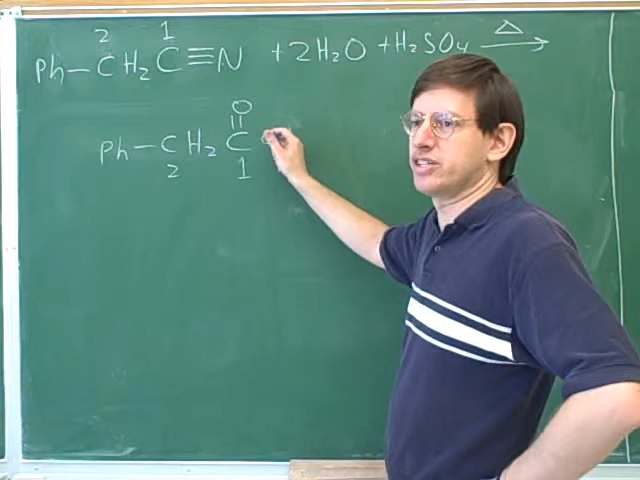 2 1
Ph-CH₂C≡N +2H₂O +H₂SO₄ Δ→
O
||
Ph-CH₂C
2 1